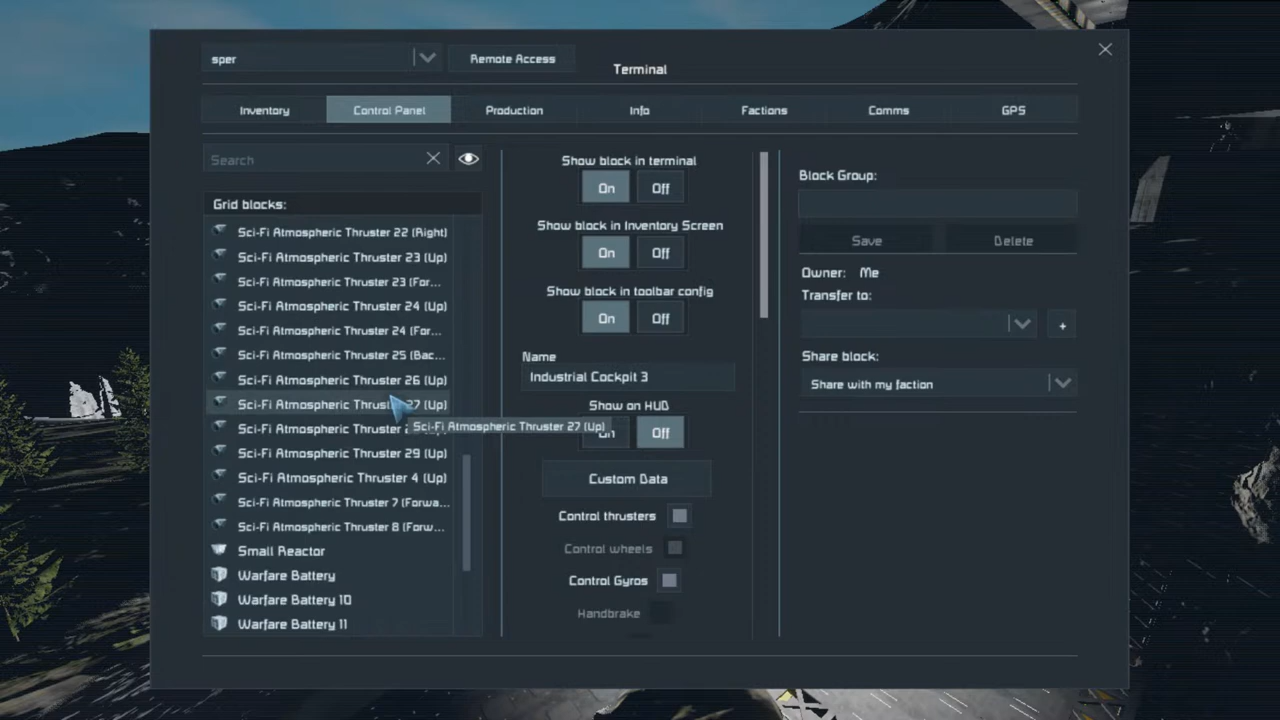 sper
Remote Access
Terminal
Inventory
Control Panel
Production
Info
Factions
Comms
GPS
Search
Grid blocks:
Sci-Fi Atmospheric Thruster 22 (Right)
Sci-Fi Atmospheric Thruster 23 (Up)
Sci-Fi Atmospheric Thruster 23 (For...
Sci-Fi Atmospheric Thruster 24 (Up)
Sci-Fi Atmospheric Thruster 24 (For...
Sci-Fi Atmospheric Thruster 25 (Bac...
Sci-Fi Atmospheric Thruster 26 (Up)
Sci-Fi Atmospheric Thruster 27 (Up)
Sci-Fi Atmospheric Thruster
Sci-Fi Atmospheric Thruster 27 (Up)
Sci-Fi Atmospheric Thruster 29 (Up)
Sci-Fi Atmospheric Thruster 4 (Up)
Sci-Fi Atmospheric Thruster 7 (Forwa...
Sci-Fi Atmospheric Thruster 8 (Forw...
Small Reactor
Warfare Battery
Warfare Battery 10
Warfare Battery 11
Show block in terminal
On Off
Show block in Inventory Screen
On Off
Show block in toolbar config
On Off
Name
Industrial Cockpit 3
Show on HUD
On Off
Custom Data
Control thrusters
Control wheels
Control Gyros
Handbrake
Block Group:
Save
Delete
Owner: Me
Transfer to:
+
Share block:
Share with my faction